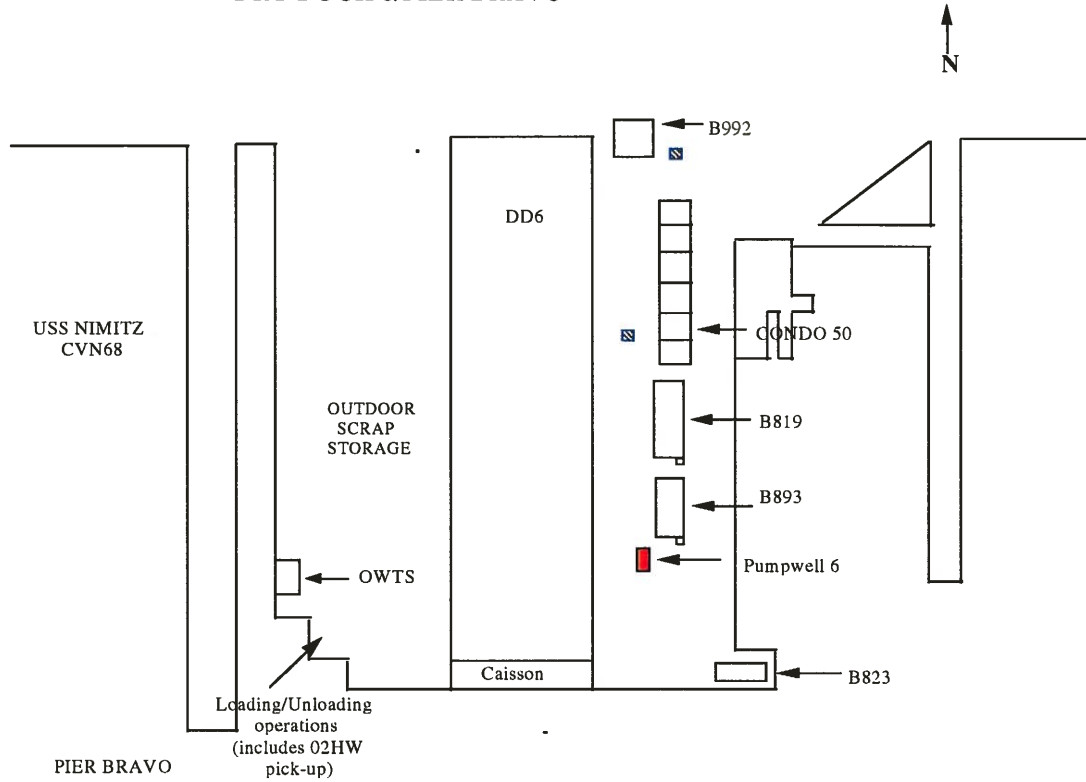 N
B992
DD6
USS NIMITZ
CVN68
CONDO 50
OUTDOOR
SCRAP
STORAGE
B819
B893
Pumpwell 6
OWTS
Caisson
B823
Loading/Unloading
operations
(includes 02HW
pick-up)
PIER BRAVO